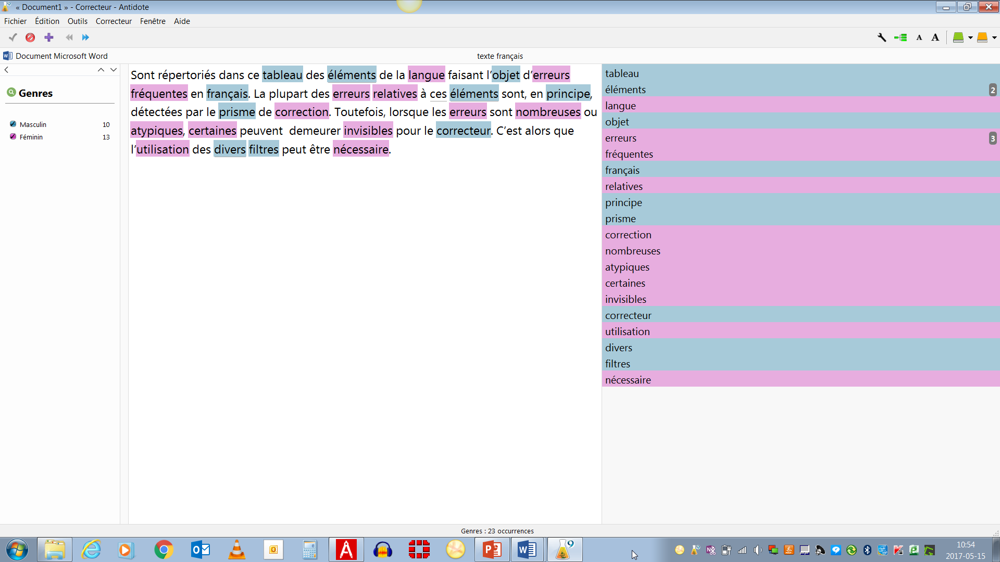 « Document1 » - Correcteur - Antidote
Fichier Édition Outils Correcteur Fenêtre Aide
A A
Document Microsoft Word
texte français
Genres
Masculin 10
Féminin 13
Sont répertoriés dans ce tableau des éléments de la langue faisant l’objet d’erreurs
fréquentes en français. La plupart des erreurs relatives à ces éléments sont, en principe,
détectées par le prisme de correction. Toutefois, lorsque les erreurs sont nombreuses ou
atypiques, certaines peuvent  demeurer invisibles pour le correcteur. C’est alors que
l’utilisation des divers filtres peut être nécessaire.
tableau
éléments 2
langue
objet
erreurs 3
fréquentes
français
relatives
principe
prisme
correction
nombreuses
atypiques
certaines
invisibles
correcteur
utilisation
divers
filtres
nécessaire
Genres : 23 occurrences
10:54
2017-05-15